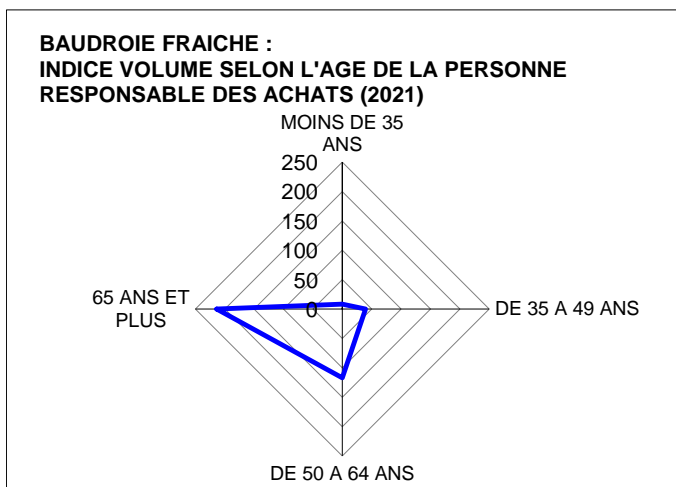 BAUDROIE FRAICHE :
INDICE VOLUME SELON L'AGE DE LA PERSONNE
RESPONSABLE DES ACHATS (2021)
MOINS DE 35
ANS
250
200
150
100
50
0
65 ANS ET
PLUS
DE 35 A 49 ANS
DE 50 A 64 ANS